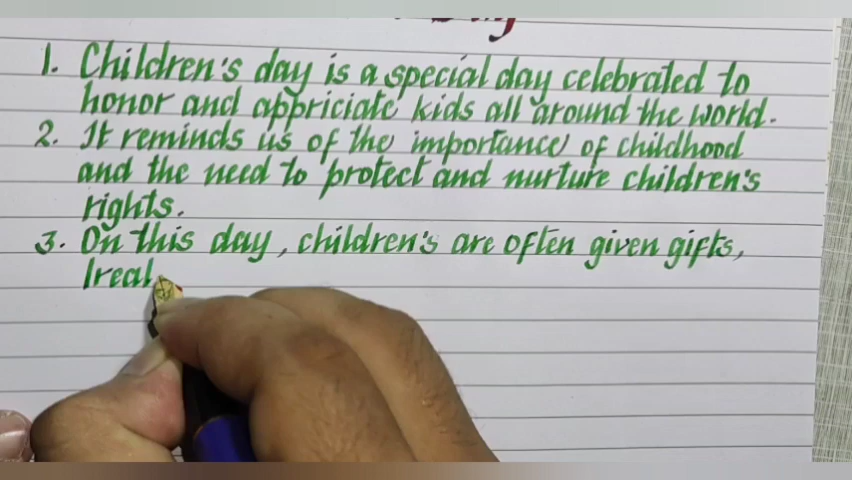 1. Children's day is a special day celebrated to
honor and appriciate kids all around the world.
2. It reminds us of the importance of childhood
and the need to protect and nurture children's
rights.
3. On this day, children's are often given gifts,